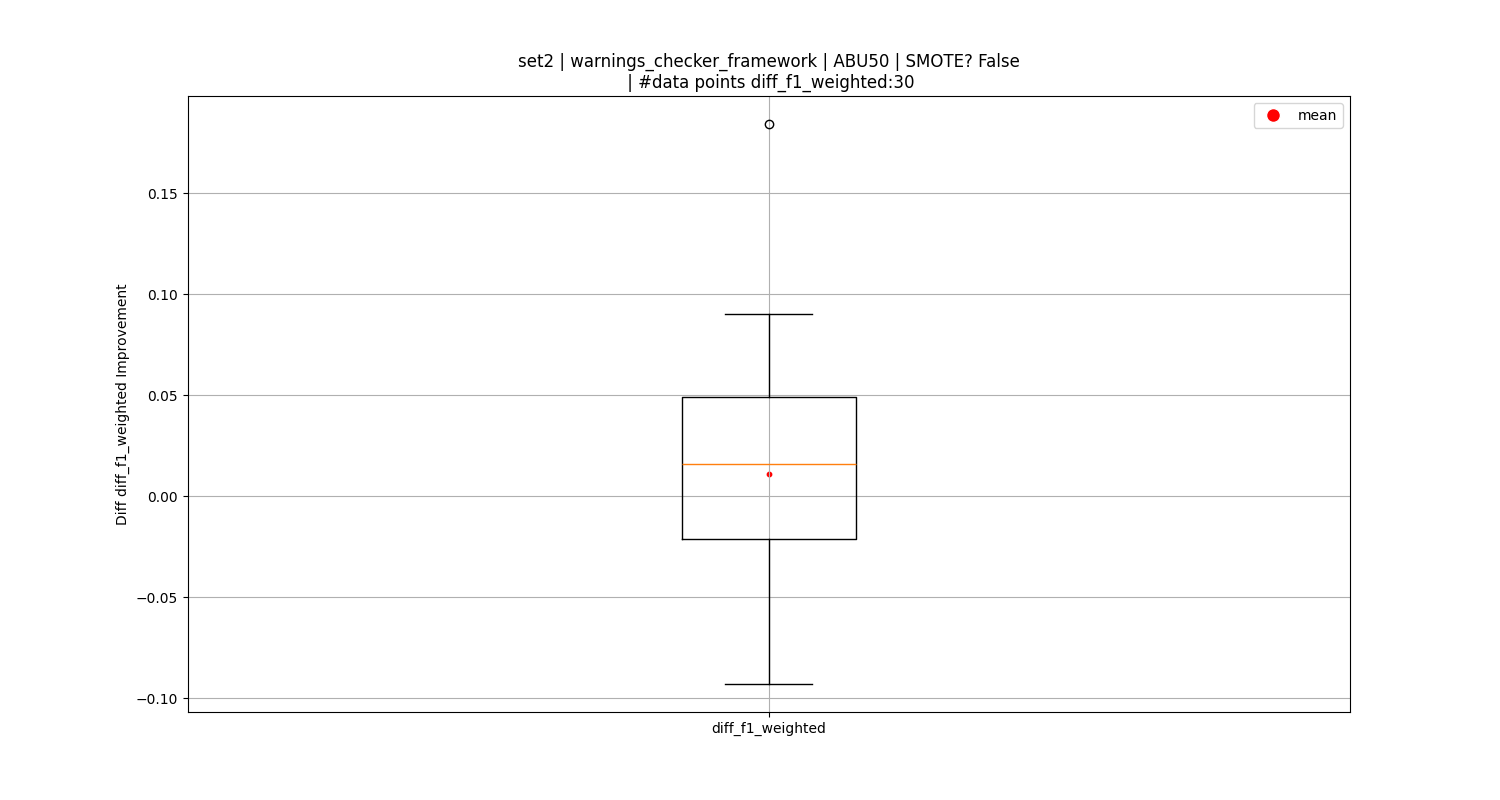 set2 | warnings_checker_framework | ABU50 | SMOTE? False
| #data points diff_f1_weighted:30
mean
0.15
0.10
0.05
0.00
−0.05
−0.10
Diff diff_f1_weighted Improvement
diff_f1_weighted